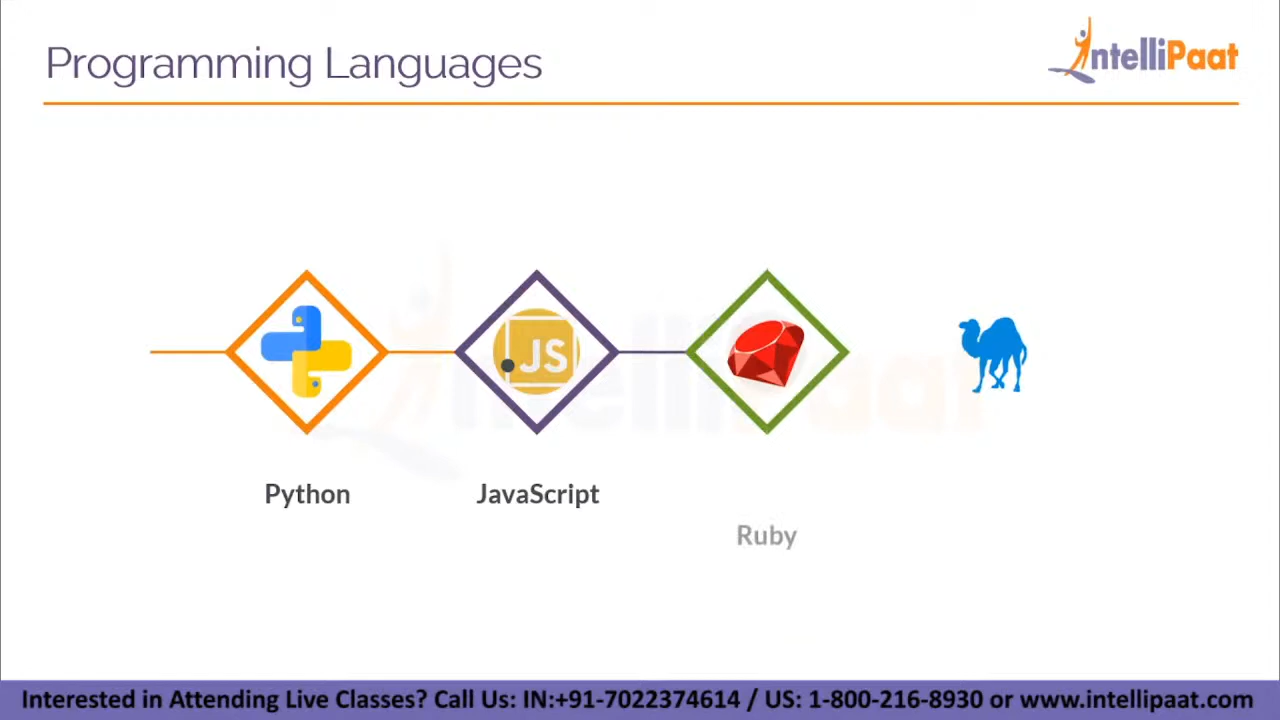 Programming Languages
IntelliPaat
JS
Python
JavaScript
Ruby
IntelliPaat
Interested in Attending Live Classes? Call Us: IN:+91-7022374614 / US: 1-800-216-8930 or www.intellipaat.com